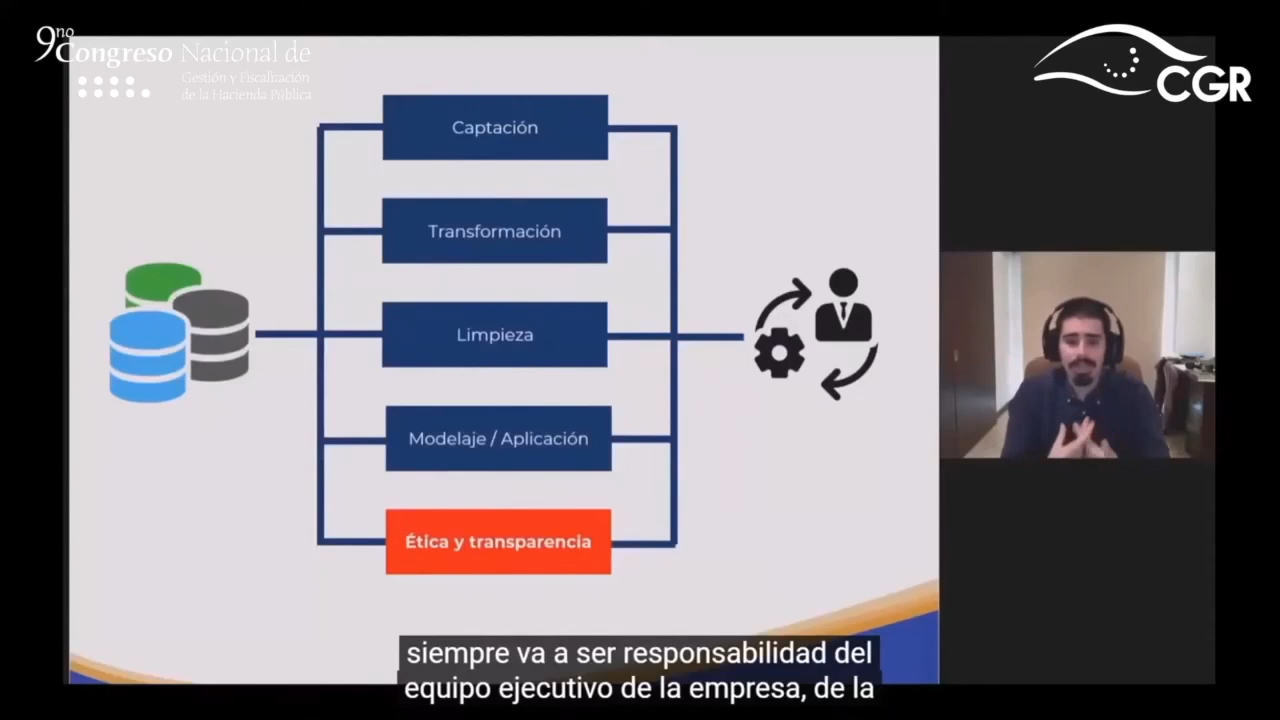 9no
Congreso Nacional de
Gestión y Fiscalización
de la Hacienda Pública
CGR
Captación
Transformación
Limpieza
Modelaje / Aplicación
Ética y transparencia
siempre va a ser responsabilidad del
equipo ejecutivo de la empresa, de la